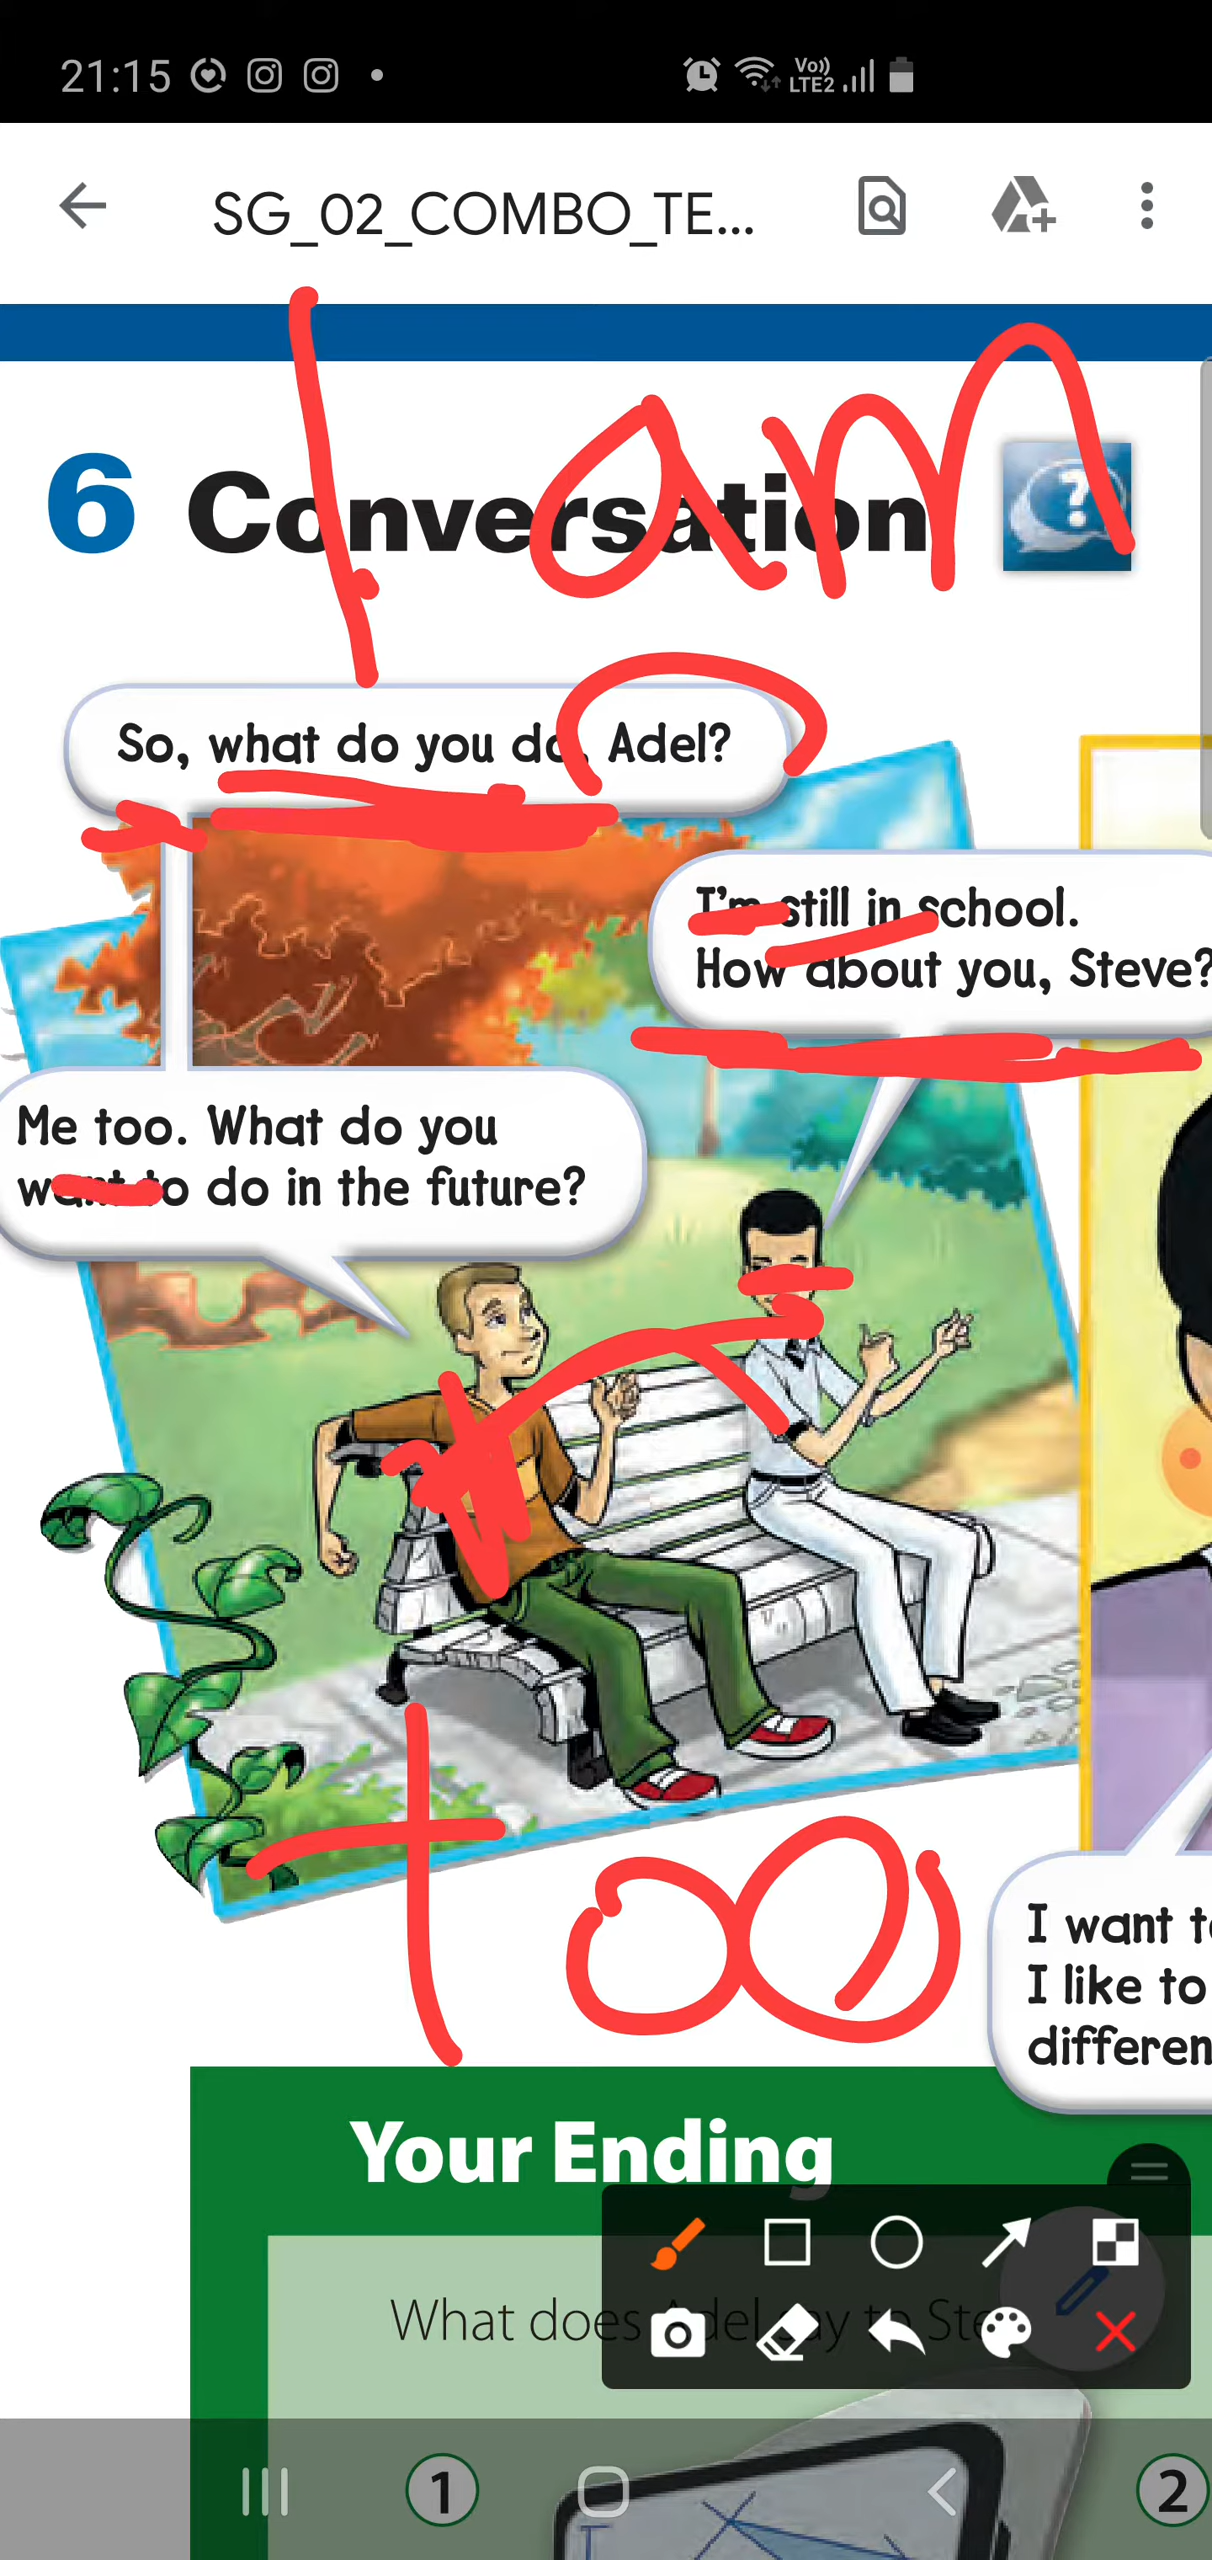 21:15
Vo))
LTE2
SG_02_COMBO_TE...
I am
6 Conversation
?
So, what do you do, Adel?
I'm still in school.
How about you, Steve?
Me too. What do you
want to do in the future?
too
I want
I like to
differen
Your Ending
What does Adel say to Ste
1
2